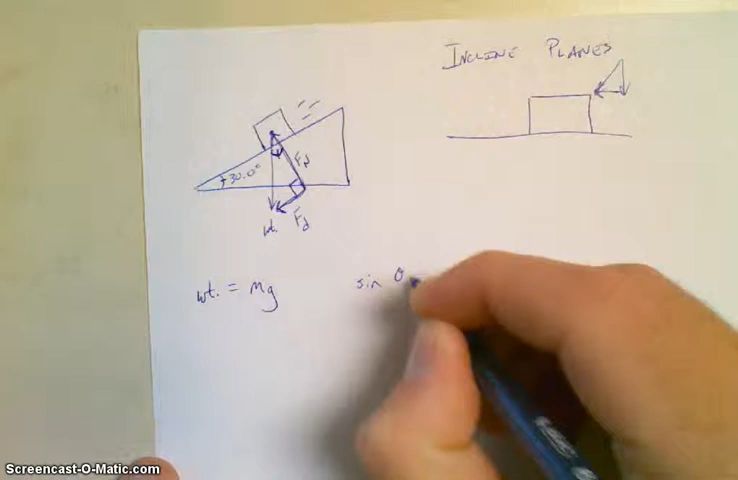 INCLINE PLANES
30.0°
wt.
wt. = mg
sin θ
Screencast-O-Matic.com